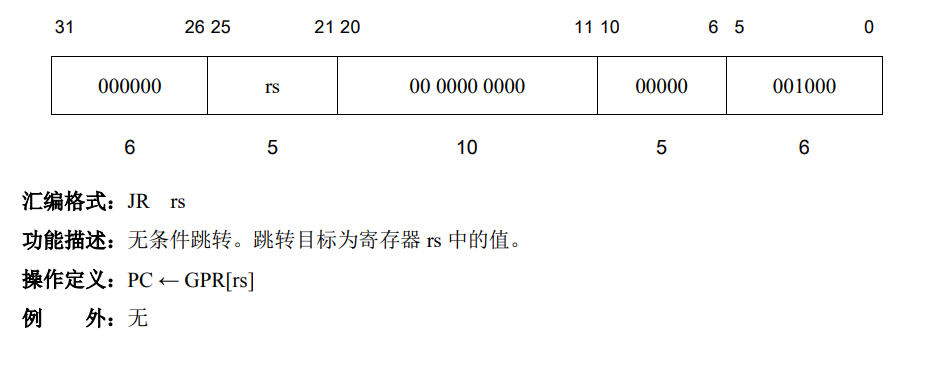 31 26 25 21 20 11 10 6 5 0
000000 rs 00 0000 0000 00000 001000
6 5 10 5 6
汇编格式：JR rs
功能描述：无条件跳转。跳转目标为寄存器 rs 中的值。
操作定义：PC ← GPR[rs]
例 外：无